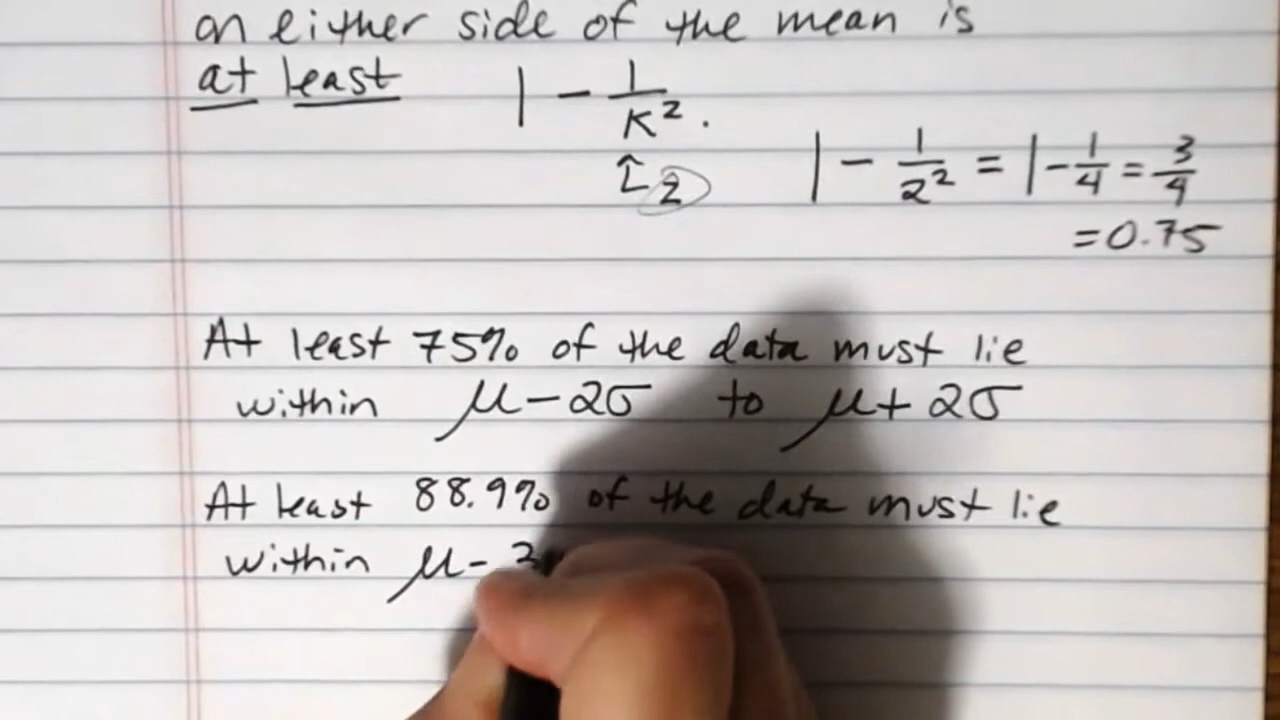 on either side of the mean is
at least 1 - 1/K².
↑ 2
1 - 1/2² = 1 - 1/4 = 3/4
= 0.75
At least 75% of the data must lie
within μ - 2σ to μ + 2σ
At least 88.9% of the data must lie
within μ - 3